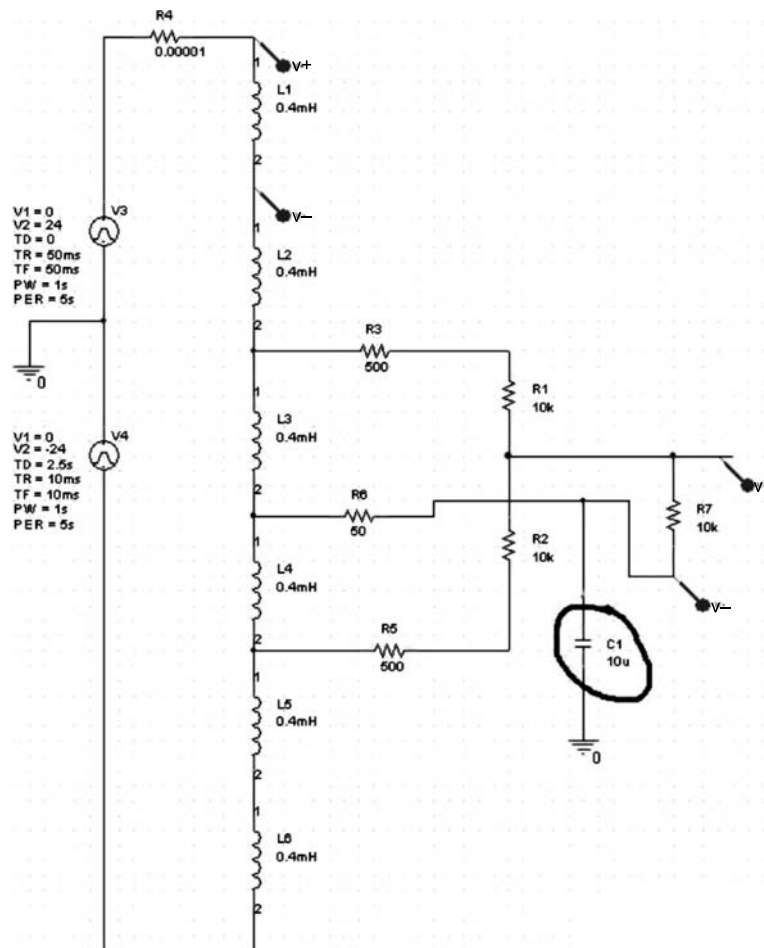 R4
0.00001
V+
1
L1
0.4mH
2
V-
V1 = 0
V2 = 24
TD = 0
TR = 50ms
TF = 50ms
PW = 1s
PER = 5s
V3
1
L2
0.4mH
2
R3
500
0
R1
10k
1
L3
0.4mH
2
V1 = 0
V2 = -24
TD = 2.5s
TR = 10ms
TF = 10ms
PW = 1s
PER = 5s
V4
V
R6
50
R7
10k
R2
10k
1
L4
0.4mH
2
V-
R5
500
C1
10u
1
L5
0.4mH
2
0
1
L6
0.4mH
2